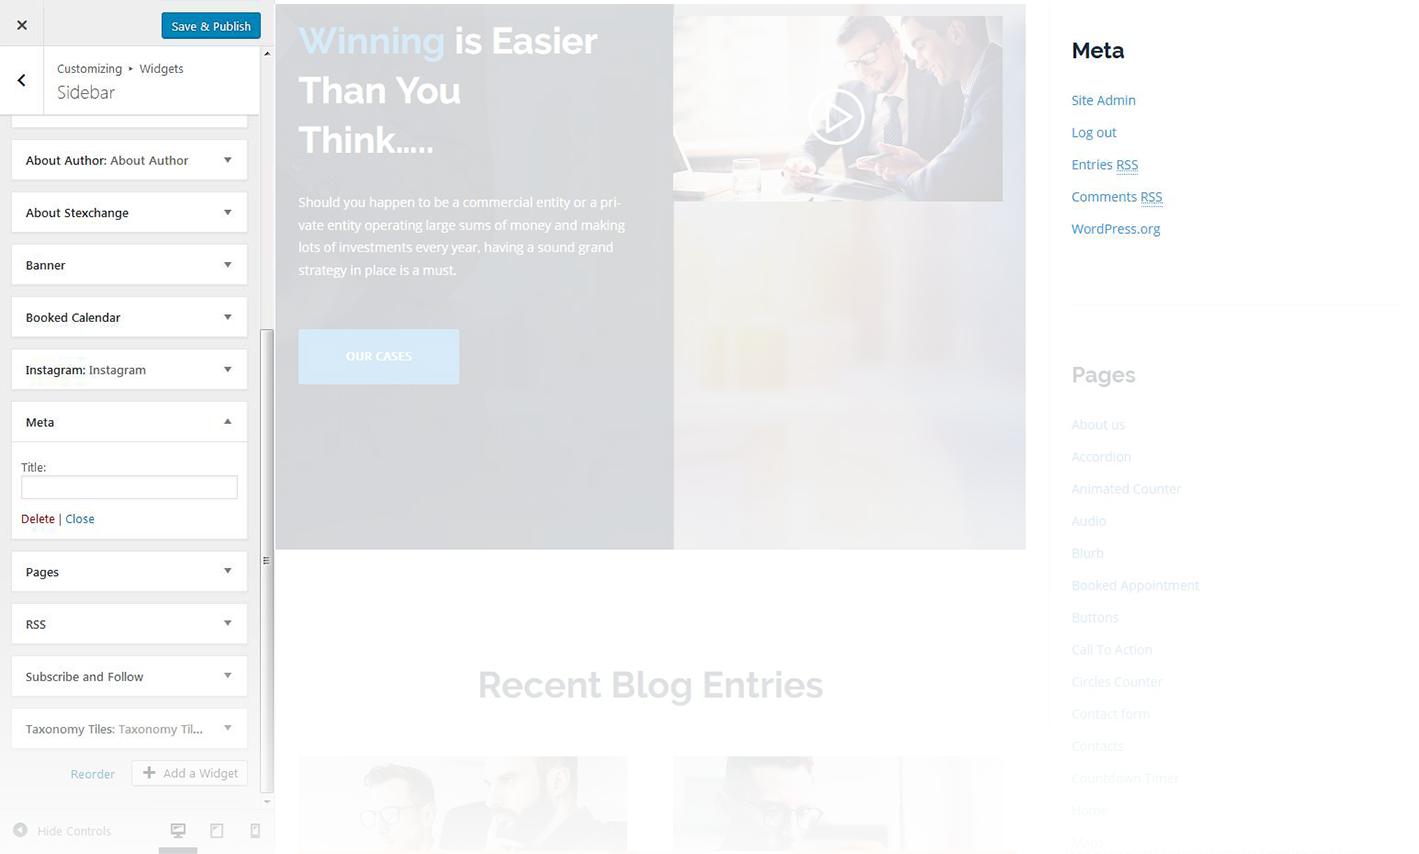 Save & Publish
Customizing ▸ Widgets
Sidebar
About Author: About Author
About Stexchange
Banner
Booked Calendar
Instagram: Instagram
Meta
Title:
Delete | Close
Pages
RSS
Subscribe and Follow
Taxonomy Tiles: Taxonomy Til...
Reorder
Add a Widget
Hide Controls
Winning is Easier
Than You
Think.....
Should you happen to be a commercial entity or a pri-
vate entity operating large sums of money and making
lots of investments every year, having a sound grand
strategy in place is a must.
OUR CASES
Recent Blog Entries
Meta
Site Admin
Log out
Entries RSS
Comments RSS
WordPress.org
Pages
About us
Accordion
Animated Counter
Audio
Blurb
Booked Appointment
Buttons
Call To Action
Circles Counter
Contact form
Contacts
Countdown Timer
Home
Maps